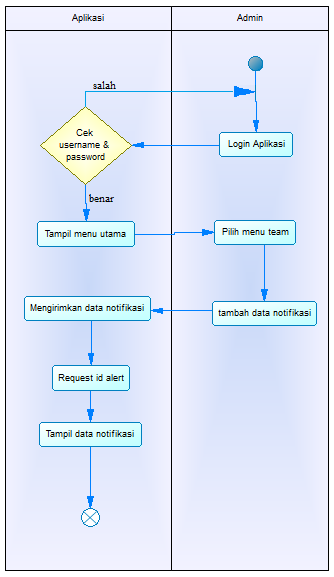 Aplikasi
Admin
salah
Cek
username &
password
Login Aplikasi
benar
Tampil menu utama
Pilih menu team
Mengirimkan data notifikasi
tambah data notifikasi
Request id alert
Tampil data notifikasi